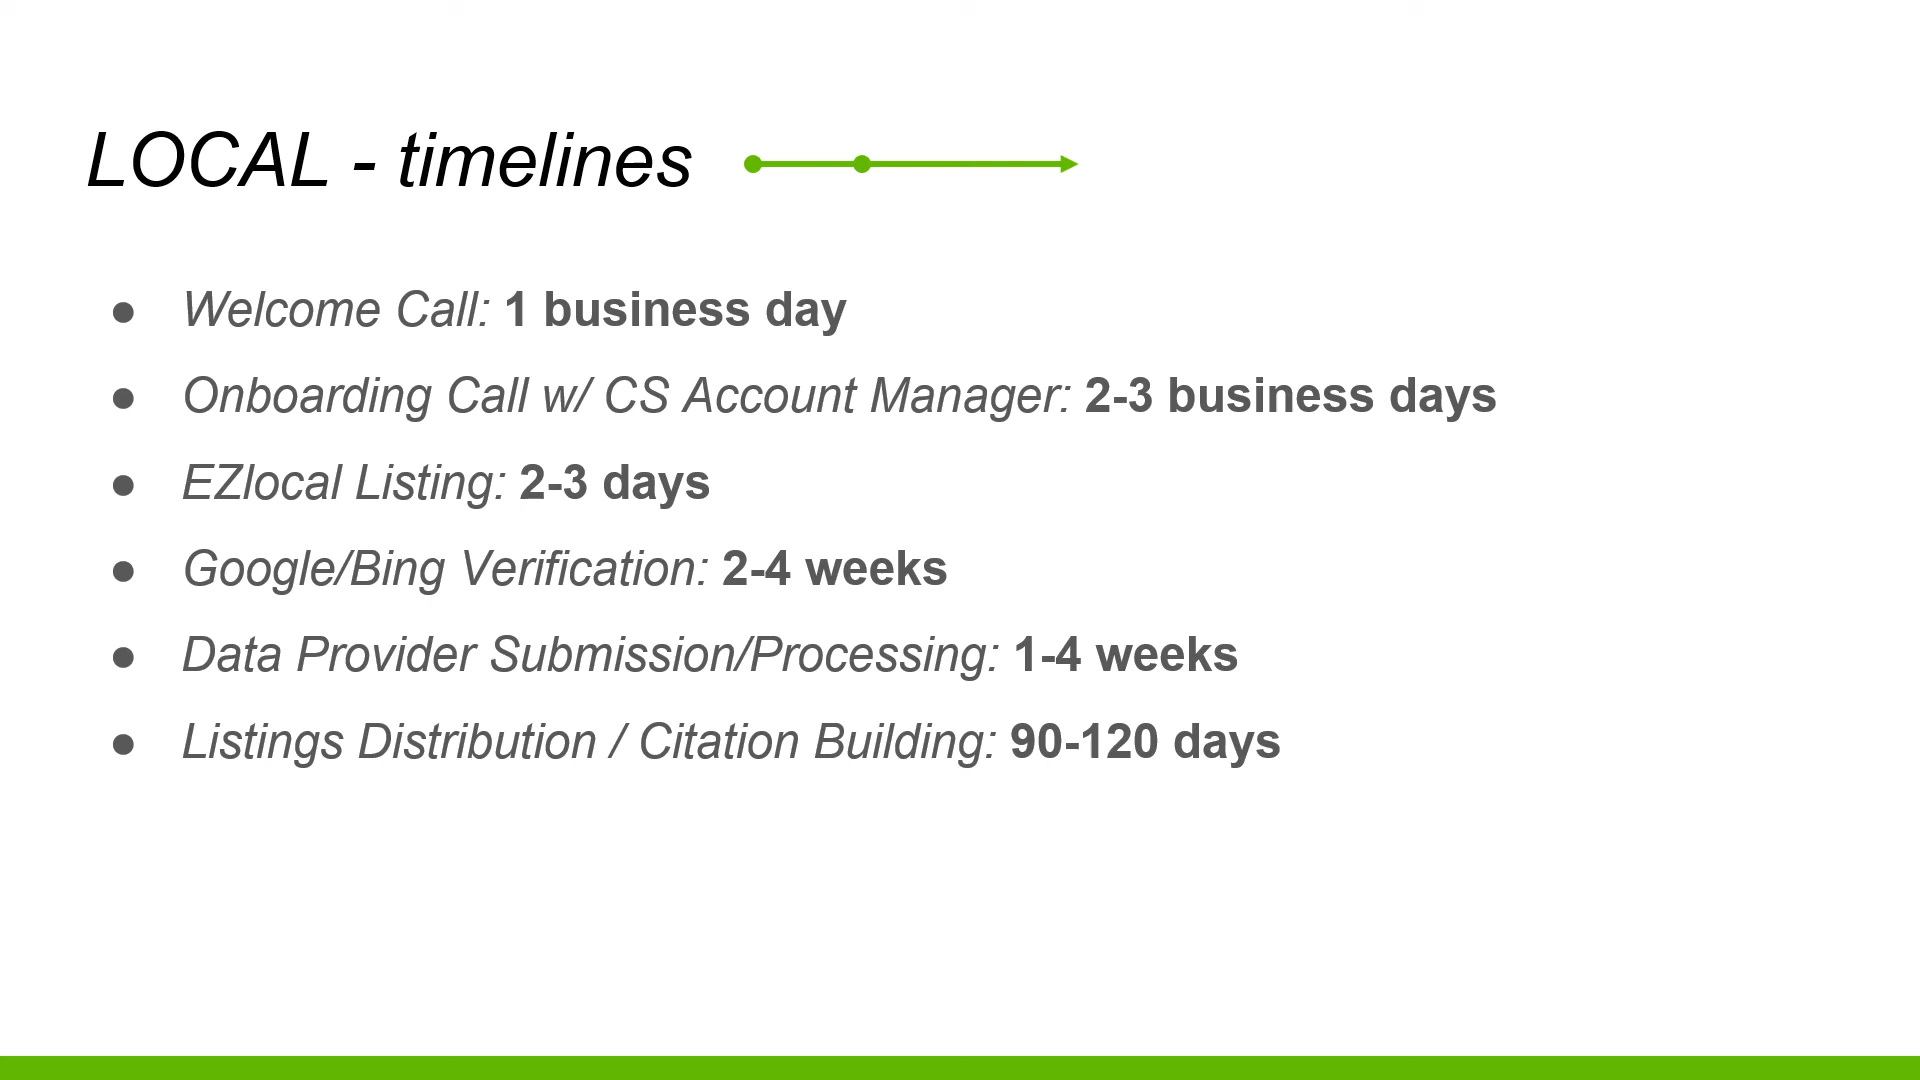 LOCAL - timelines
● Welcome Call: 1 business day
● Onboarding Call w/ CS Account Manager: 2-3 business days
● EZlocal Listing: 2-3 days
● Google/Bing Verification: 2-4 weeks
● Data Provider Submission/Processing: 1-4 weeks
● Listings Distribution / Citation Building: 90-120 days